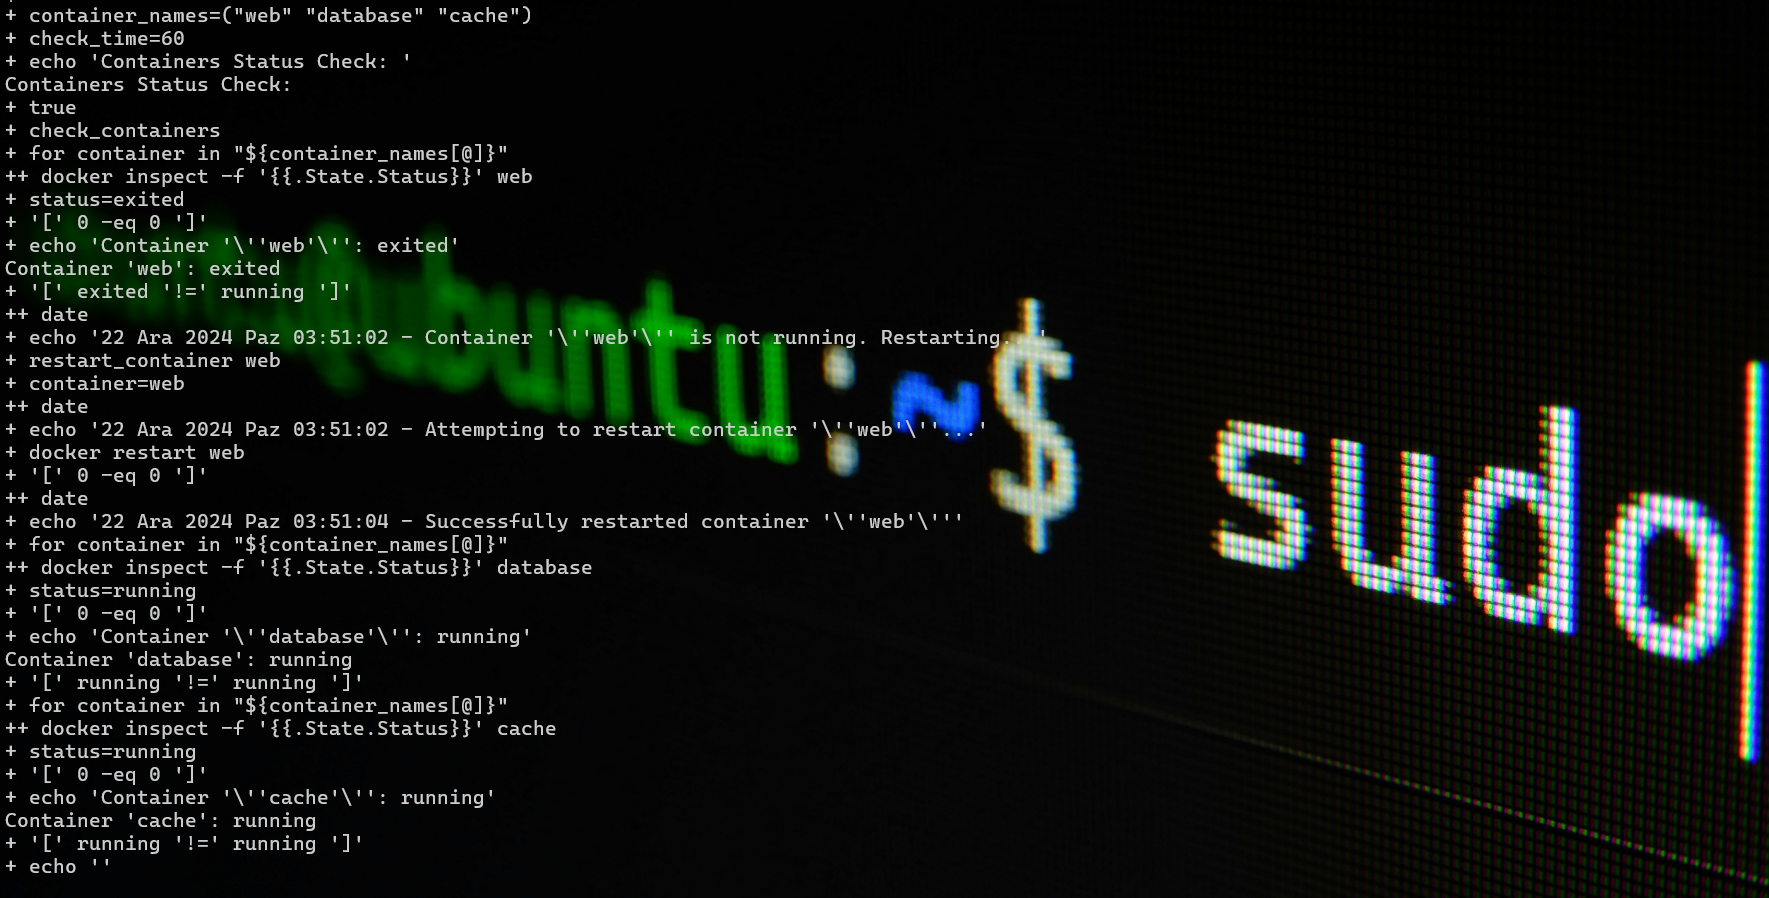 + container_names=("web" "database" "cache")
+ check_time=60
+ echo 'Containers Status Check: '
Containers Status Check:
+ true
+ check_containers
+ for container in "${container_names[@]}"
++ docker inspect -f '{{.State.Status}}' web
+ status=exited
+ '[' 0 -eq 0 ']'
+ echo 'Container '\''web'\'': exited'
Container 'web': exited
+ '[' exited '!=' running ']'
++ date
+ echo '22 Ara 2024 Paz 03:51:02 - Container '\''web'\'' is not running. Restarting...'
+ restart_container web
+ container=web
++ date
+ echo '22 Ara 2024 Paz 03:51:02 - Attempting to restart container '\''web'\''...'
+ docker restart web
+ '[' 0 -eq 0 ']'
++ date
+ echo '22 Ara 2024 Paz 03:51:04 - Successfully restarted container '\''web'\'''
+ for container in "${container_names[@]}"
++ docker inspect -f '{{.State.Status}}' database
+ status=running
+ '[' 0 -eq 0 ']'
+ echo 'Container '\''database'\'': running'
Container 'database': running
+ '[' running '!=' running ']'
+ for container in "${container_names[@]}"
++ docker inspect -f '{{.State.Status}}' cache
+ status=running
+ '[' 0 -eq 0 ']'
+ echo 'Container '\''cache'\'': running'
Container 'cache': running
+ '[' running '!=' running ']'
+ echo ''
ubuntu:~$ sudo